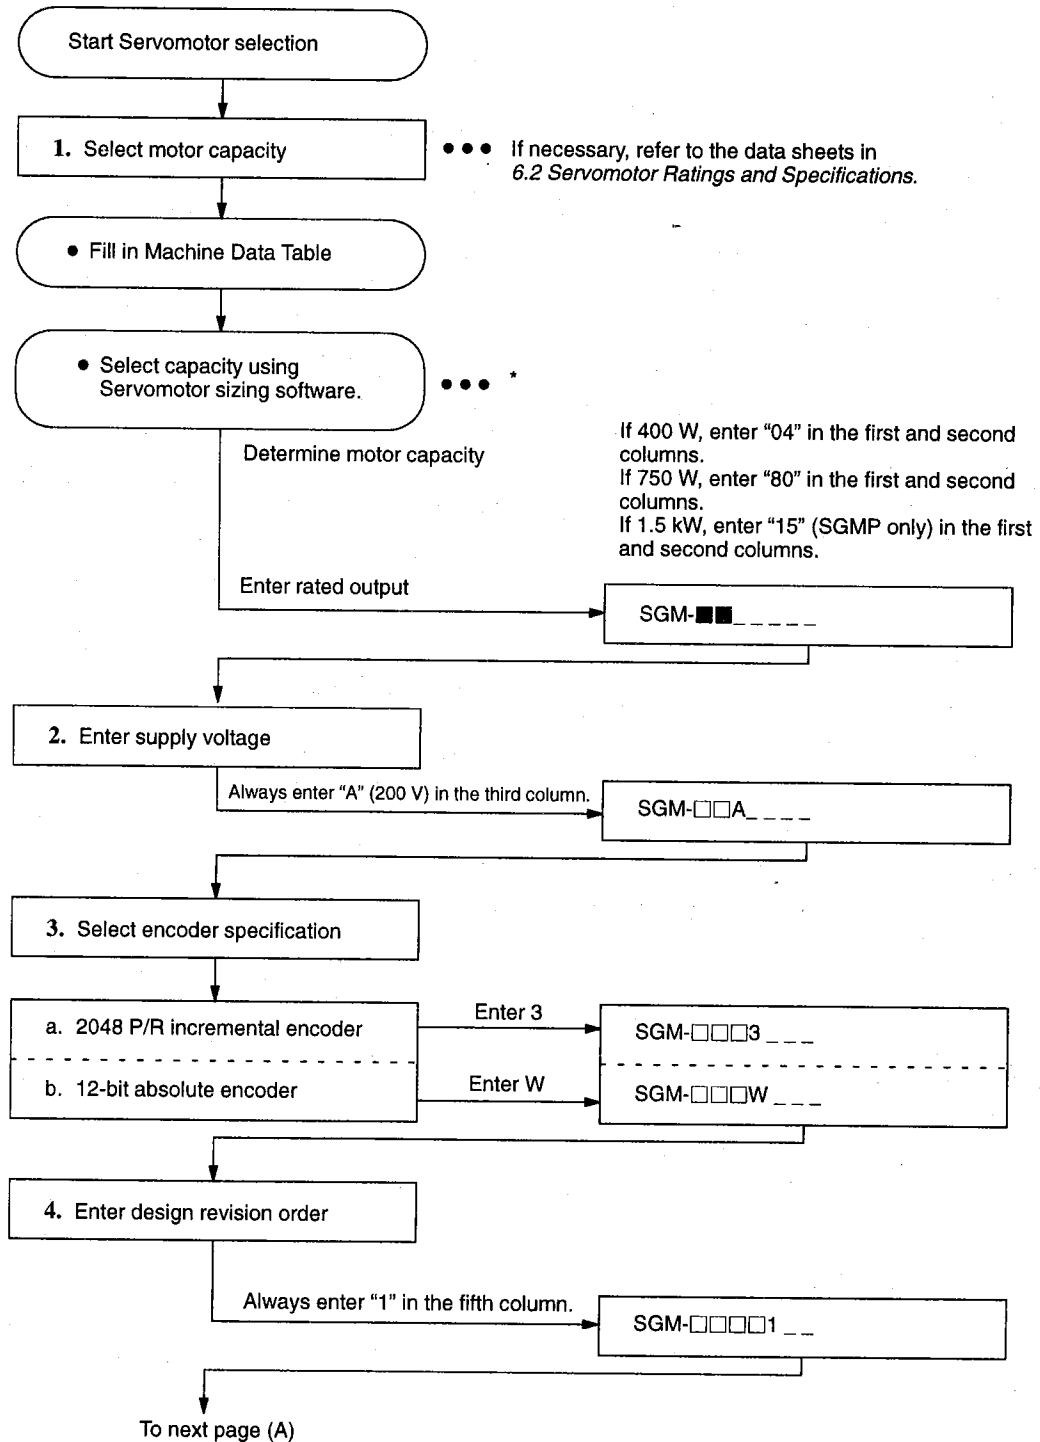 Start Servomotor selection
1. Select motor capacity
●●● If necessary, refer to the data sheets in
6.2 Servomotor Ratings and Specifications.
● Fill in Machine Data Table
● Select capacity using
Servomotor sizing software.
●●● *
Determine motor capacity
If 400 W, enter “04” in the first and second
columns.
If 750 W, enter “80” in the first and second
columns.
If 1.5 kW, enter “15” (SGMP only) in the first
and second columns.
Enter rated output
SGM-■■_ _ _ _ _
2. Enter supply voltage
Always enter “A” (200 V) in the third column.
SGM-□□A_ _ _ _
3. Select encoder specification
a. 2048 P/R incremental encoder
Enter 3
SGM-□□□3 _ _ _
b. 12-bit absolute encoder
Enter W
SGM-□□□W _ _ _
4. Enter design revision order
Always enter “1” in the fifth column.
SGM-□□□□1 _ _
To next page (A)